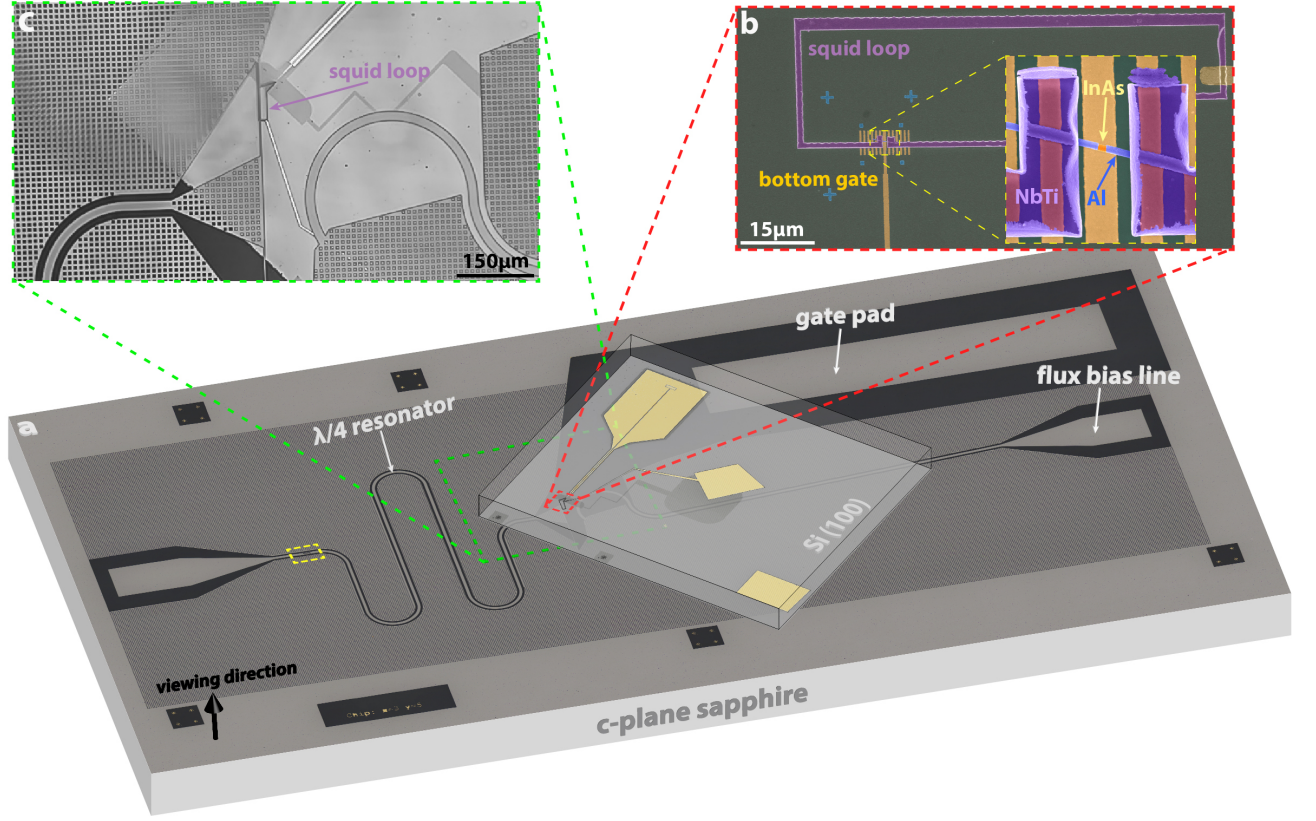 c
squid loop
150μm
b
squid loop
InAs
bottom gate
NbTi
Al
15μm
gate pad
flux bias line
a
λ/4 resonator
Si (100)
viewing direction
c-plane sapphire